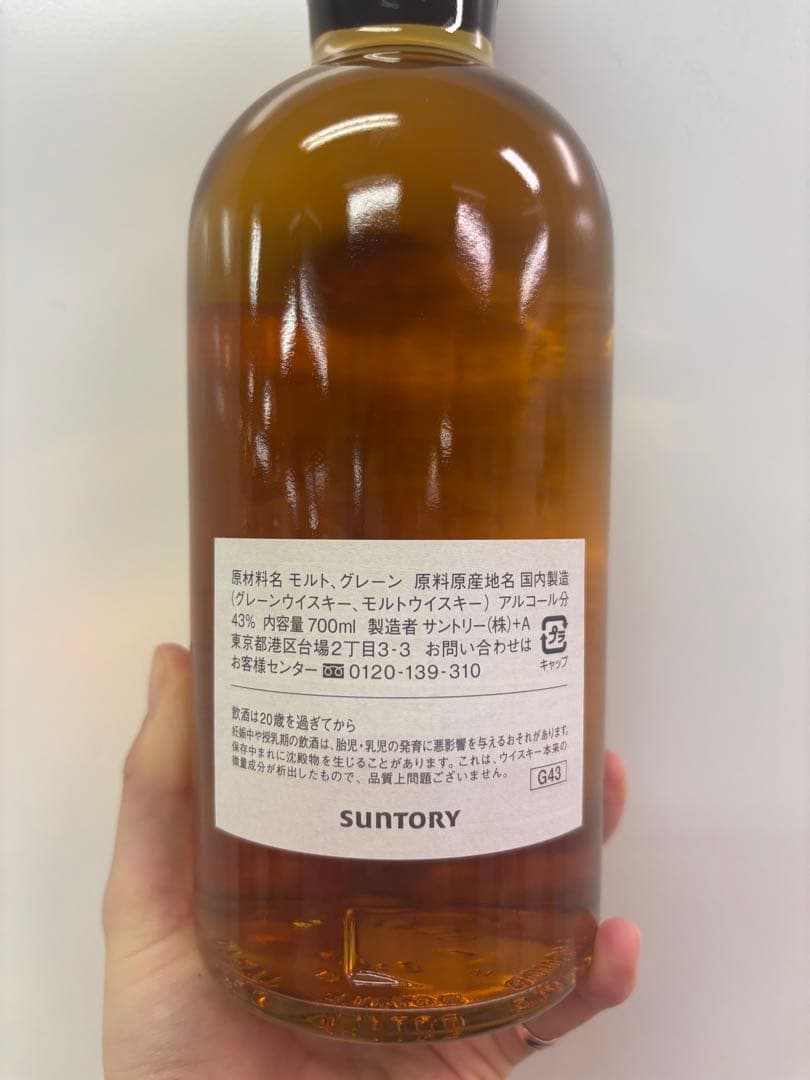 原材料名 モルト、グレーン 原料原産地名 国内製造
(グレーンウイスキー、モルトウイスキー) アルコール分
43% 内容量 700ml 製造者 サントリー(株)+A
東京都港区台場2丁目3-3 お問い合わせは
お客様センター 0120-139-310
プラ
キャップ
飲酒は20歳を過ぎてから
妊娠中や授乳期の飲酒は、胎児・乳児の発育に悪影響を与えるおそれがあります。
保存中まれに沈殿物を生じることがあります。これは、ウイスキー本来の
微量成分が析出したもので、品質上問題ございません。
G43
SUNTORY